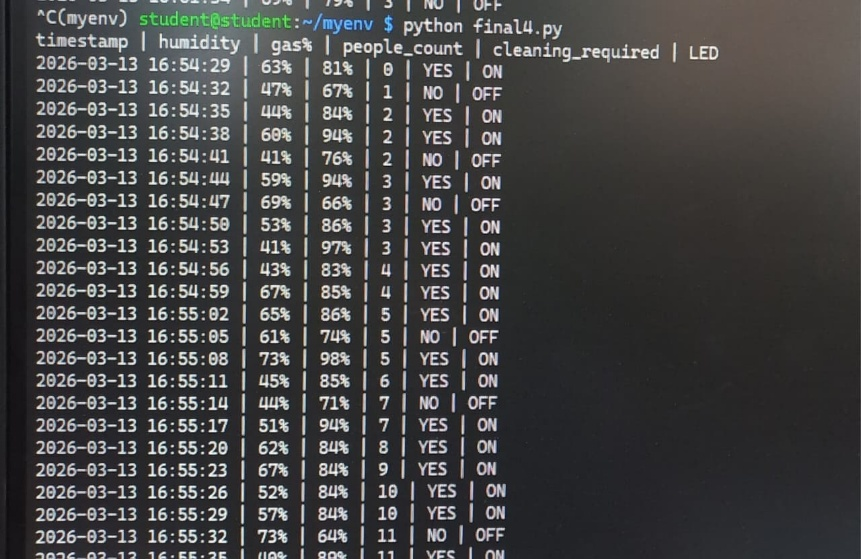 ^C(myenv) student@student:~/myenv $ python final4.py
timestamp | humidity | gas% | people_count | cleaning_required | LED
2026-03-13 16:54:29 | 63% | 81% | 0 | YES | ON
2026-03-13 16:54:32 | 47% | 67% | 1 | NO | OFF
2026-03-13 16:54:35 | 44% | 84% | 2 | YES | ON
2026-03-13 16:54:38 | 60% | 94% | 2 | YES | ON
2026-03-13 16:54:41 | 41% | 76% | 2 | NO | OFF
2026-03-13 16:54:44 | 59% | 94% | 3 | YES | ON
2026-03-13 16:54:47 | 69% | 66% | 3 | NO | OFF
2026-03-13 16:54:50 | 53% | 86% | 3 | YES | ON
2026-03-13 16:54:53 | 41% | 97% | 3 | YES | ON
2026-03-13 16:54:56 | 43% | 83% | 4 | YES | ON
2026-03-13 16:54:59 | 67% | 85% | 4 | YES | ON
2026-03-13 16:55:02 | 65% | 86% | 5 | YES | ON
2026-03-13 16:55:05 | 61% | 74% | 5 | NO | OFF
2026-03-13 16:55:08 | 73% | 98% | 5 | YES | ON
2026-03-13 16:55:11 | 45% | 85% | 6 | YES | ON
2026-03-13 16:55:14 | 44% | 71% | 7 | NO | OFF
2026-03-13 16:55:17 | 51% | 94% | 7 | YES | ON
2026-03-13 16:55:20 | 62% | 84% | 8 | YES | ON
2026-03-13 16:55:23 | 67% | 84% | 9 | YES | ON
2026-03-13 16:55:26 | 52% | 84% | 10 | YES | ON
2026-03-13 16:55:29 | 57% | 84% | 10 | YES | ON
2026-03-13 16:55:32 | 73% | 64% | 11 | NO | OFF
2026-03-13 16:55:35 | | | 11 | YES | ON